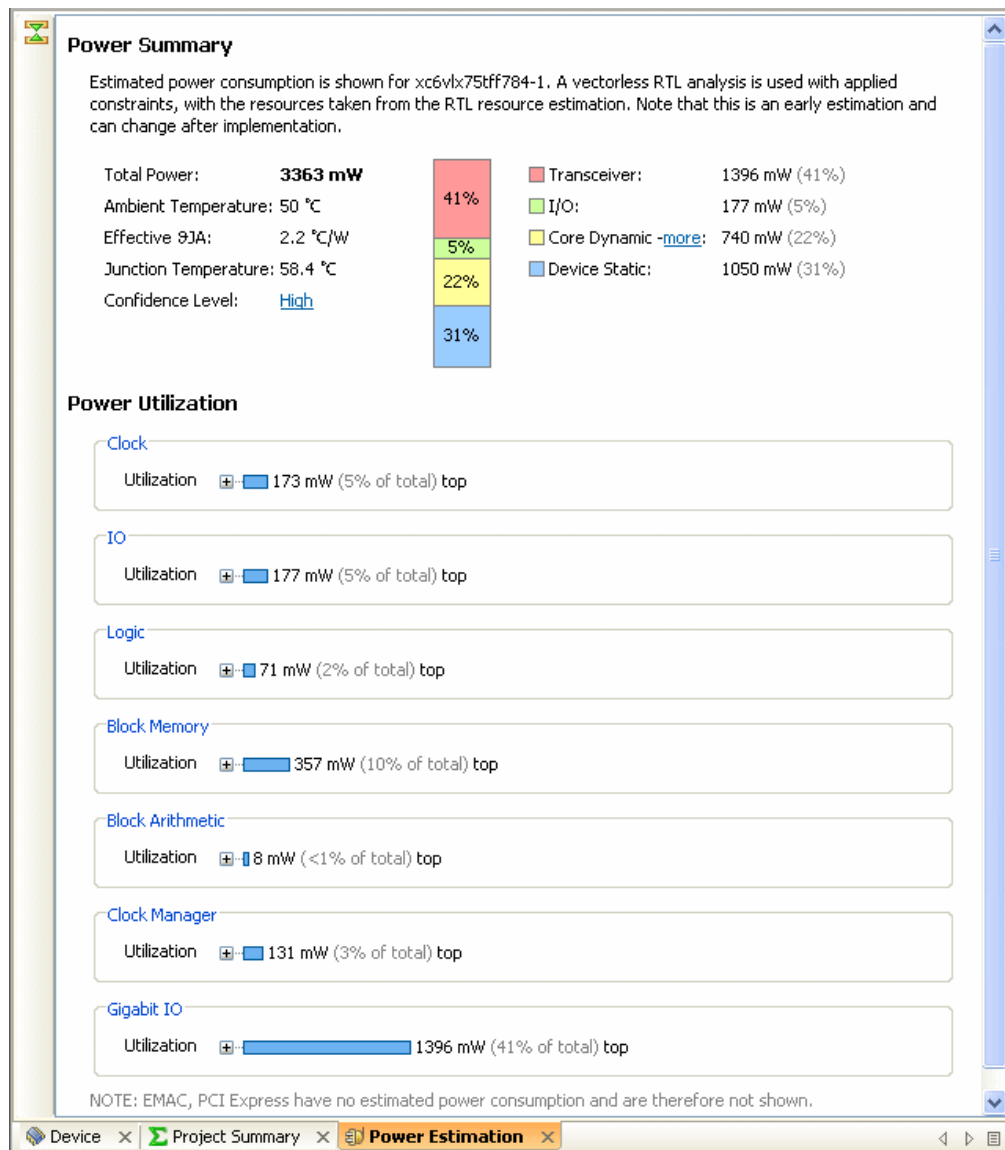 Power Summary
Estimated power consumption is shown for xc6vlx75tff784-1. A vectorless RTL analysis is used with applied
constraints, with the resources taken from the RTL resource estimation. Note that this is an early estimation and
can change after implementation.
Total Power: 3363 mW
Ambient Temperature: 50 °C
Effective ϑJA: 2.2 °C/W
Junction Temperature: 58.4 °C
Confidence Level: High
41%
5%
22%
31%
Transceiver: 1396 mW (41%)
I/O: 177 mW (5%)
Core Dynamic -more: 740 mW (22%)
Device Static: 1050 mW (31%)
Power Utilization
Clock
Utilization 173 mW (5% of total) top
IO
Utilization 177 mW (5% of total) top
Logic
Utilization 71 mW (2% of total) top
Block Memory
Utilization 357 mW (10% of total) top
Block Arithmetic
Utilization 8 mW (<1% of total) top
Clock Manager
Utilization 131 mW (3% of total) top
Gigabit IO
Utilization 1396 mW (41% of total) top
NOTE: EMAC, PCI Express have no estimated power consumption and are therefore not shown.
Device Project Summary Power Estimation